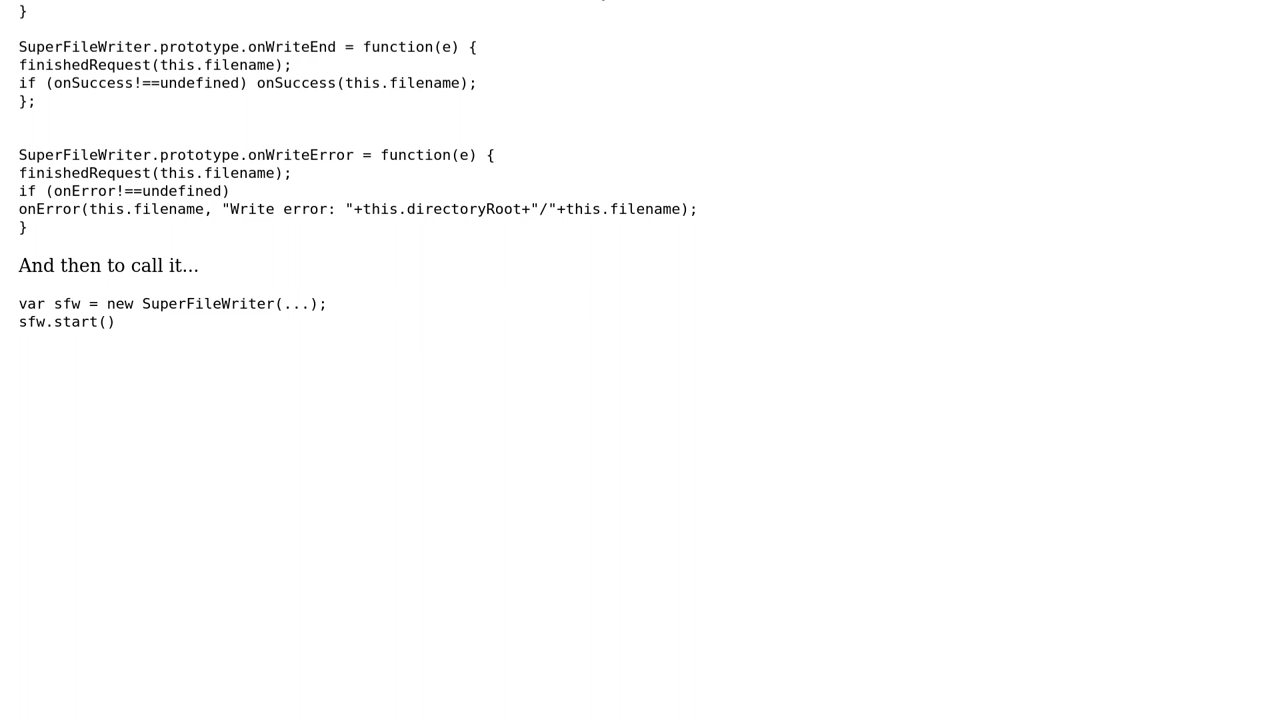 }
SuperFileWriter.prototype.onWriteEnd = function(e) {
finishedRequest(this.filename);
if (onSuccess!==undefined) onSuccess(this.filename);
};
SuperFileWriter.prototype.onWriteError = function(e) {
finishedRequest(this.filename);
if (onError!==undefined)
onError(this.filename, "Write error: "+this.directoryRoot+"/"+this.filename);
}
And then to call it...
var sfw = new SuperFileWriter(...);
sfw.start()